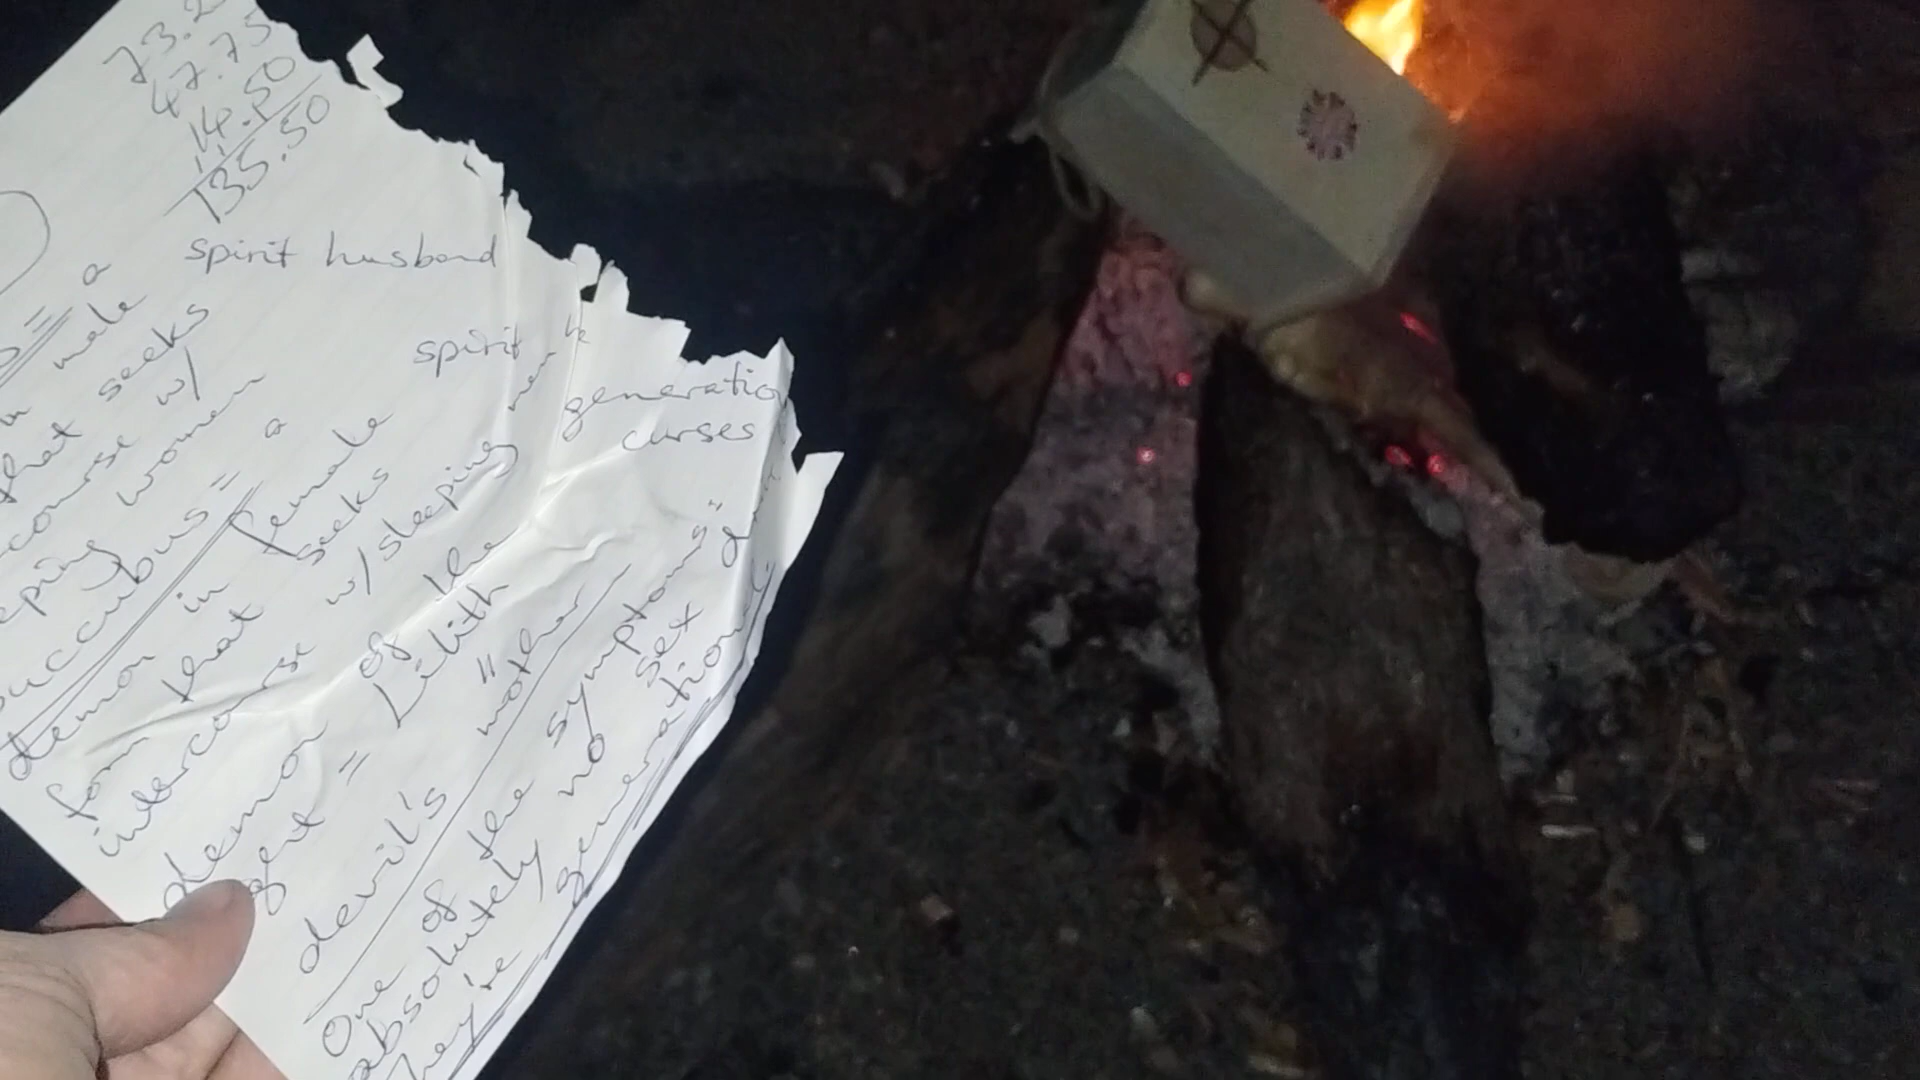 73.2
47.75
14.50
135.50
spirit husband
= a
in male
that seeks
course w/
eping women
succubus = a
demon in female
form that seeks
intercourse w/sleeping men
spirit
generation
curses
demon of the
= Lilith
devil's "mother
One of the symptoms"
absolutely no sex
They're generational